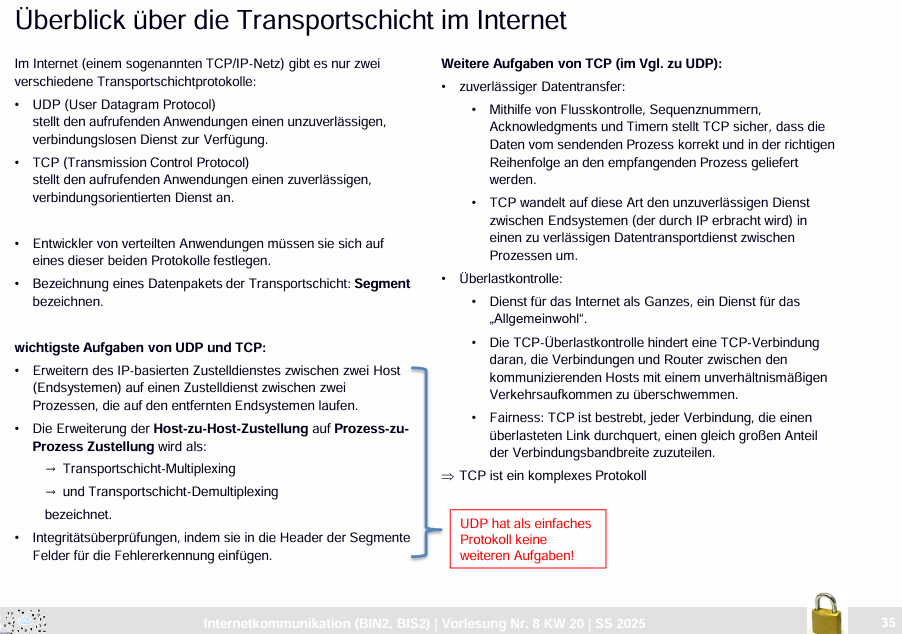 Überblick über die Transportschicht im Internet
Im Internet (einem sogenannten TCP/IP-Netz) gibt es nur zwei
verschiedene Transportschichtprotokolle:
• UDP (User Datagram Protocol)
stellt den aufrufenden Anwendungen einen unzuverlässigen,
verbindungslosen Dienst zur Verfügung.
• TCP (Transmission Control Protocol)
stellt den aufrufenden Anwendungen einen zuverlässigen,
verbindungsorientierten Dienst an.
• Entwickler von verteilten Anwendungen müssen sie sich auf
eines dieser beiden Protokolle festlegen.
• Bezeichnung eines Datenpakets der Transportschicht: Segment
bezeichnen.
wichtigste Aufgaben von UDP und TCP:
• Erweitern des IP-basierten Zustelldienstes zwischen zwei Host
(Endsystemen) auf einen Zustelldienst zwischen zwei
Prozessen, die auf den entfernten Endsystemen laufen.
• Die Erweiterung der Host-zu-Host-Zustellung auf Prozess-zu-
Prozess Zustellung wird als:
→ Transportschicht-Multiplexing
→ und Transportschicht-Demultiplexing
bezeichnet.
• Integritätsüberprüfungen, indem sie in die Header der Segmente
Felder für die Fehlererkennung einfügen.
Weitere Aufgaben von TCP (im Vgl. zu UDP):
• zuverlässiger Datentransfer:
• Mithilfe von Flusskontrolle, Sequenznummern,
Acknowledgments und Timern stellt TCP sicher, dass die
Daten vom sendenden Prozess korrekt und in der richtigen
Reihenfolge an den empfangenden Prozess geliefert
werden.
• TCP wandelt auf diese Art den unzuverlässigen Dienst
zwischen Endsystemen (der durch IP erbracht wird) in
einen zu verlässigen Datentransportdienst zwischen
Prozessen um.
• Überlastkontrolle:
• Dienst für das Internet als Ganzes, ein Dienst für das
„Allgemeinwohl“.
• Die TCP-Überlastkontrolle hindert eine TCP-Verbindung
daran, die Verbindungen und Router zwischen den
kommunizierenden Hosts mit einem unverhältnismäßigen
Verkehrsaufkommen zu überschwemmen.
• Fairness: TCP ist bestrebt, jeder Verbindung, die einen
überlasteten Link durchquert, einen gleich großen Anteil
der Verbindungsbandbreite zuzuteilen.
⇒ TCP ist ein komplexes Protokoll
UDP hat als einfaches
Protokoll keine
weiteren Aufgaben!
Internetkommunikation (BIN2, BIS2) | Vorlesung Nr. 8 KW 20 | SS 2025
35